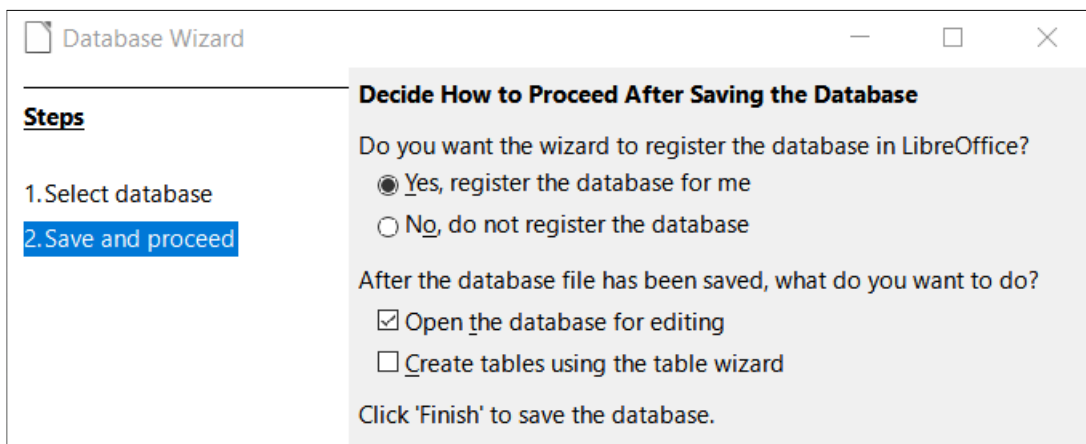 Database Wizard
Steps
1.Select database
2.Save and proceed
Decide How to Proceed After Saving the Database
Do you want the wizard to register the database in LibreOffice?
Yes, register the database for me
No, do not register the database
After the database file has been saved, what do you want to do?
Open the database for editing
Create tables using the table wizard
Click 'Finish' to save the database.